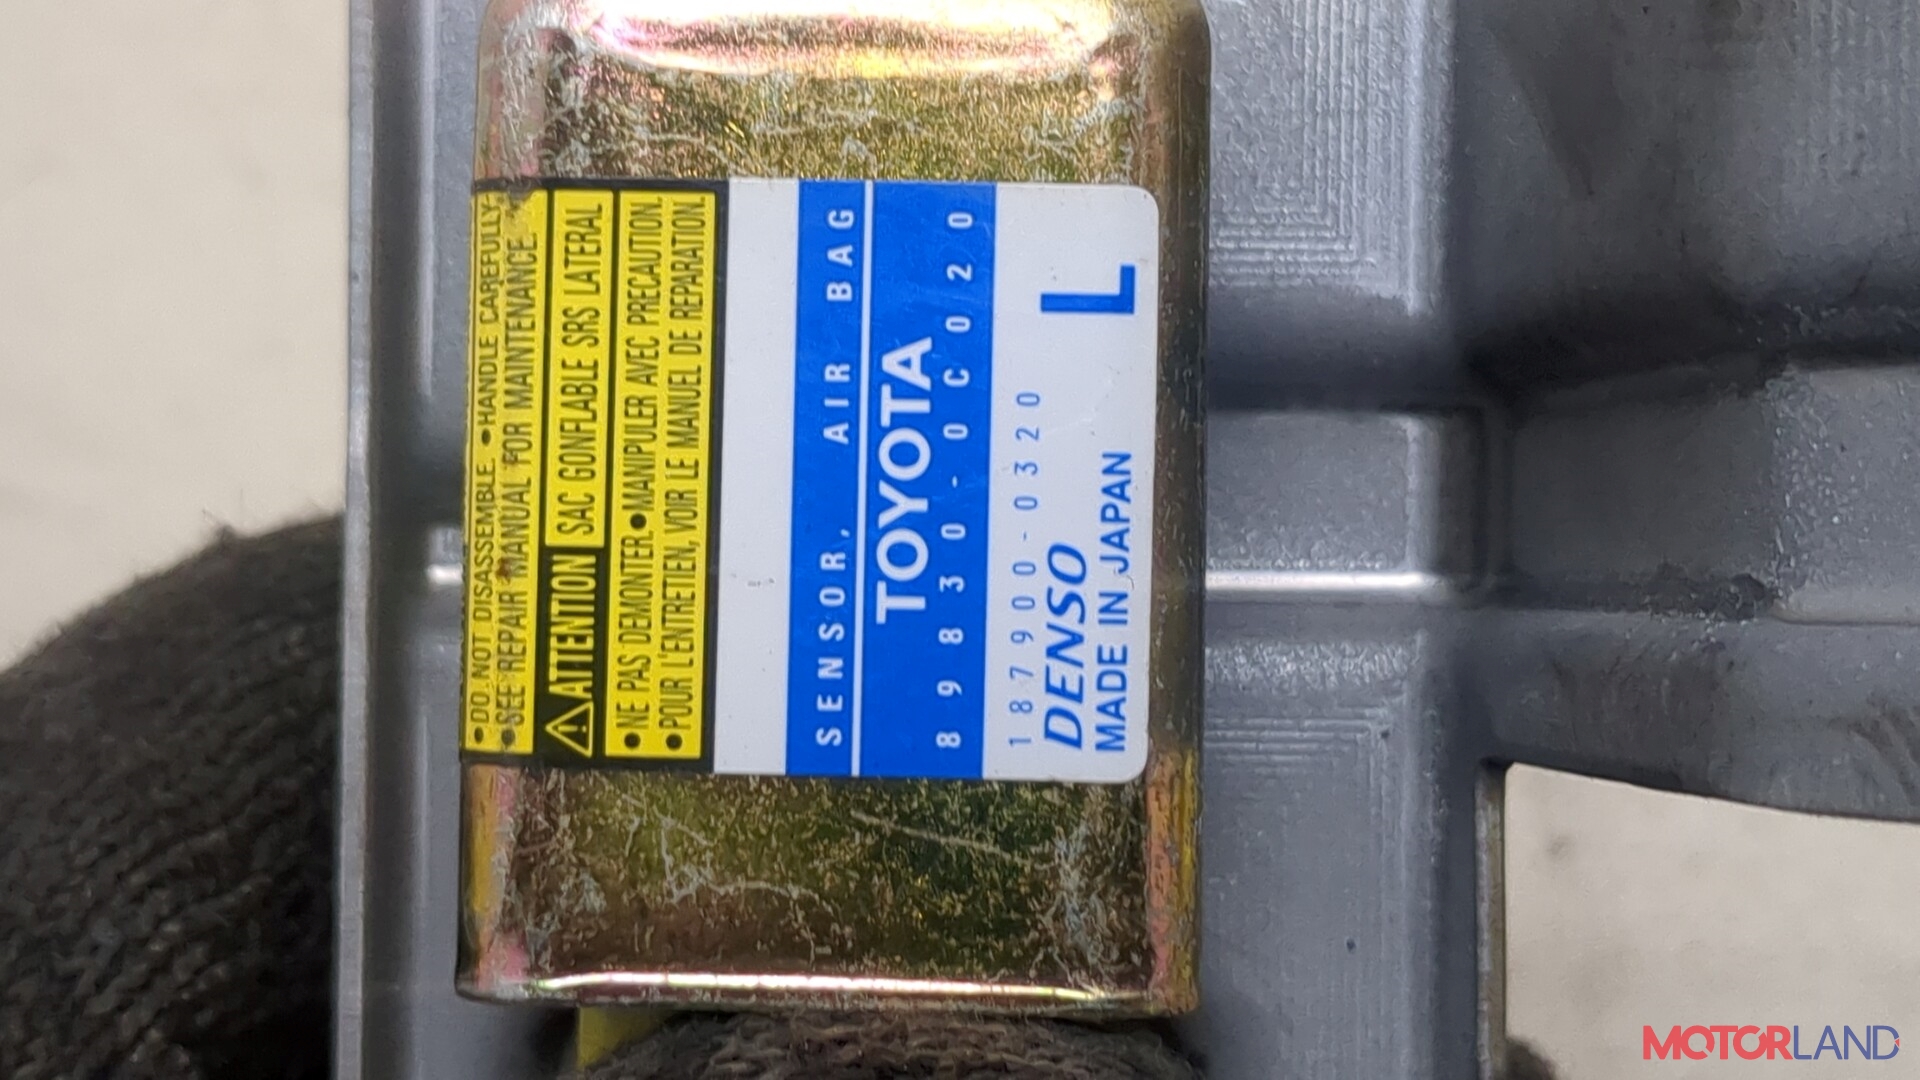 •DO NOT DISASSEMBLE. •HANDLE CAREFULLY.
•SEE REPAIR MANUAL FOR MAINTENANCE.
⚠ATTENTION SAC GONFLABLE SRS LATERAL
•NE PAS DEMONTER.•MANIPULER AVEC PRECAUTION.
•POUR L'ENTRETIEN, VOIR LE MANUEL DE REPARATION.
SENSOR, AIR BAG
TOYOTA
89830-0C020
187900-0320
DENSO
L
MADE IN JAPAN
MOTORLAND